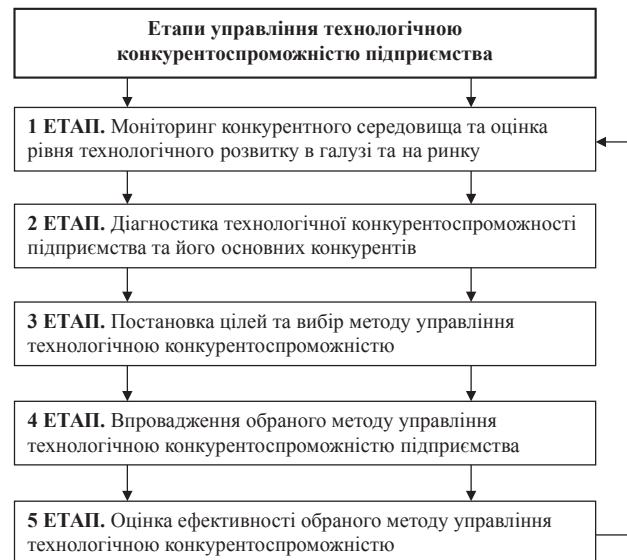 Етапи управління технологічною
конкурентоспроможністю підприємства
1 ЕТАП. Моніторинг конкурентного середовища та оцінка
рівня технологічного розвитку в галузі та на ринку
2 ЕТАП. Діагностика технологічної конкурентоспроможності
підприємства та його основних конкурентів
3 ЕТАП. Постановка цілей та вибір методу управління
технологічною конкурентоспроможністю
4 ЕТАП. Впровадження обраного методу управління
технологічною конкурентоспроможністю підприємства
5 ЕТАП. Оцінка ефективності обраного методу управління
технологічною конкурентоспроможністю